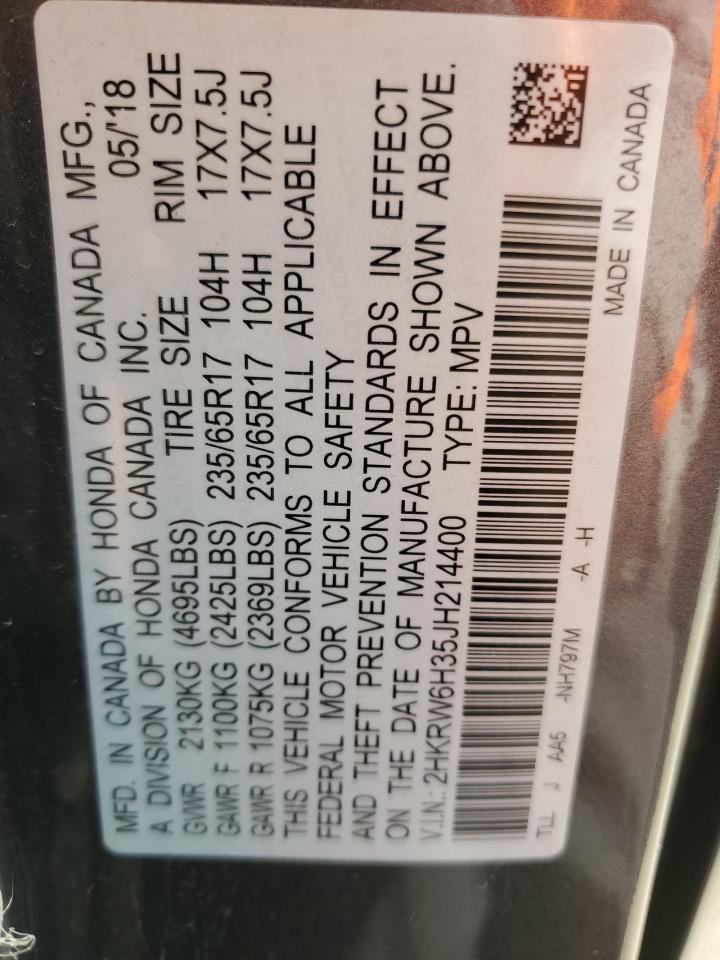 MFD. IN CANADA BY HONDA OF CANADA MFG.,
A DIVISION OF HONDA CANADA INC. 05/'18
GVWR 2130KG (4695LBS) TIRE SIZE RIM SIZE
GAWR F 1100KG (2425LBS) 235/65R17 104H 17X7.5J
GAWR R 1075KG (2369LBS) 235/65R17 104H 17X7.5J
THIS VEHICLE CONFORMS TO ALL APPLICABLE
FEDERAL MOTOR VEHICLE SAFETY
AND THEFT PREVENTION STANDARDS IN EFFECT
ON THE DATE OF MANUFACTURE SHOWN ABOVE.
V.I.N.: 2HKRW6H35JH214400 TYPE: MPV
TLL J AA5 -NH797M -A -H
MADE IN CANADA